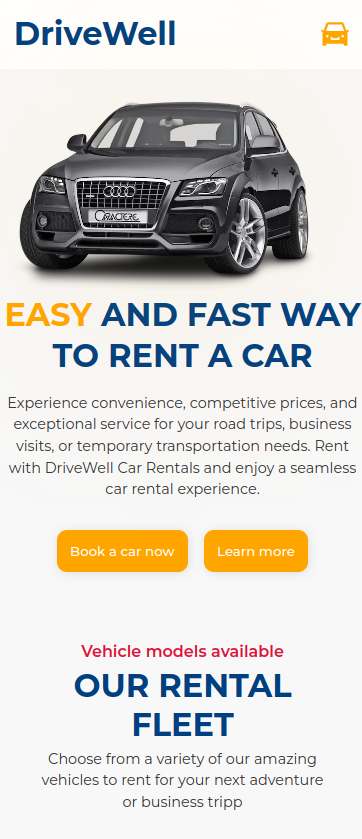 DriveWell
CARACTERE
EASY AND FAST WAY
TO RENT A CAR
Experience convenience, competitive prices, and
exceptional service for your road trips, business
visits, or temporary transportation needs. Rent
with DriveWell Car Rentals and enjoy a seamless
car rental experience.
Book a car now
Learn more
Vehicle models available
OUR RENTAL
FLEET
Choose from a variety of our amazing
vehicles to rent for your next adventure
or business tripp